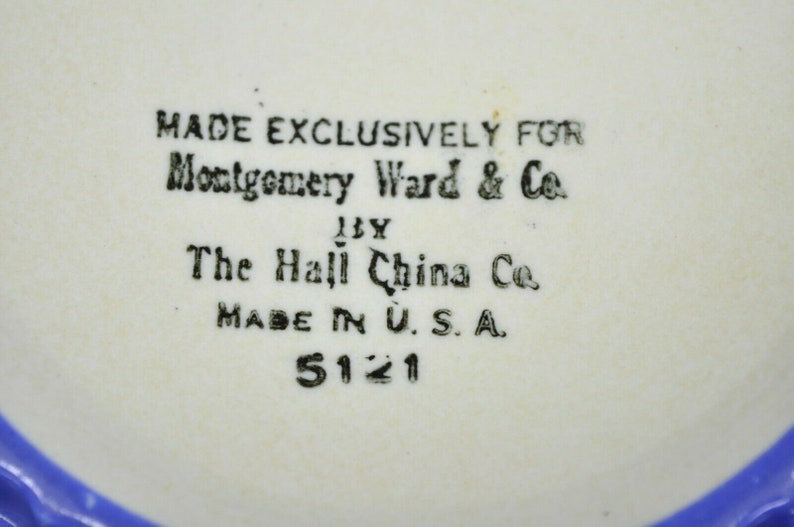 MADE EXCLUSIVELY FOR
Montgomery Ward & Co.
BY
The Hall China Co.
MADE IN U. S. A.
5121